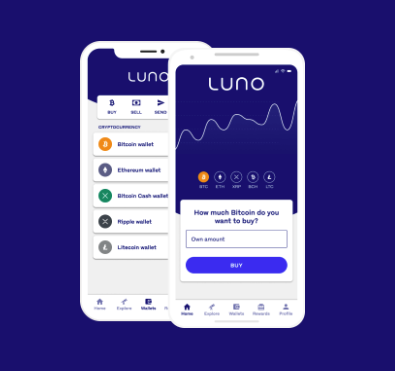 LUNO
BUY SELL SEND
CRYPTOCURRENCY
Bitcoin wallet
Ethereum wallet
Bitcoin Cash wallet
Ripple wallet
Litecoin wallet
Home Explore Wallets
LUNO
BTC ETH XRP BCH LTC
How much Bitcoin do you
want to buy?
Own amount
BUY
Home Explore Wallets Rewards Profile